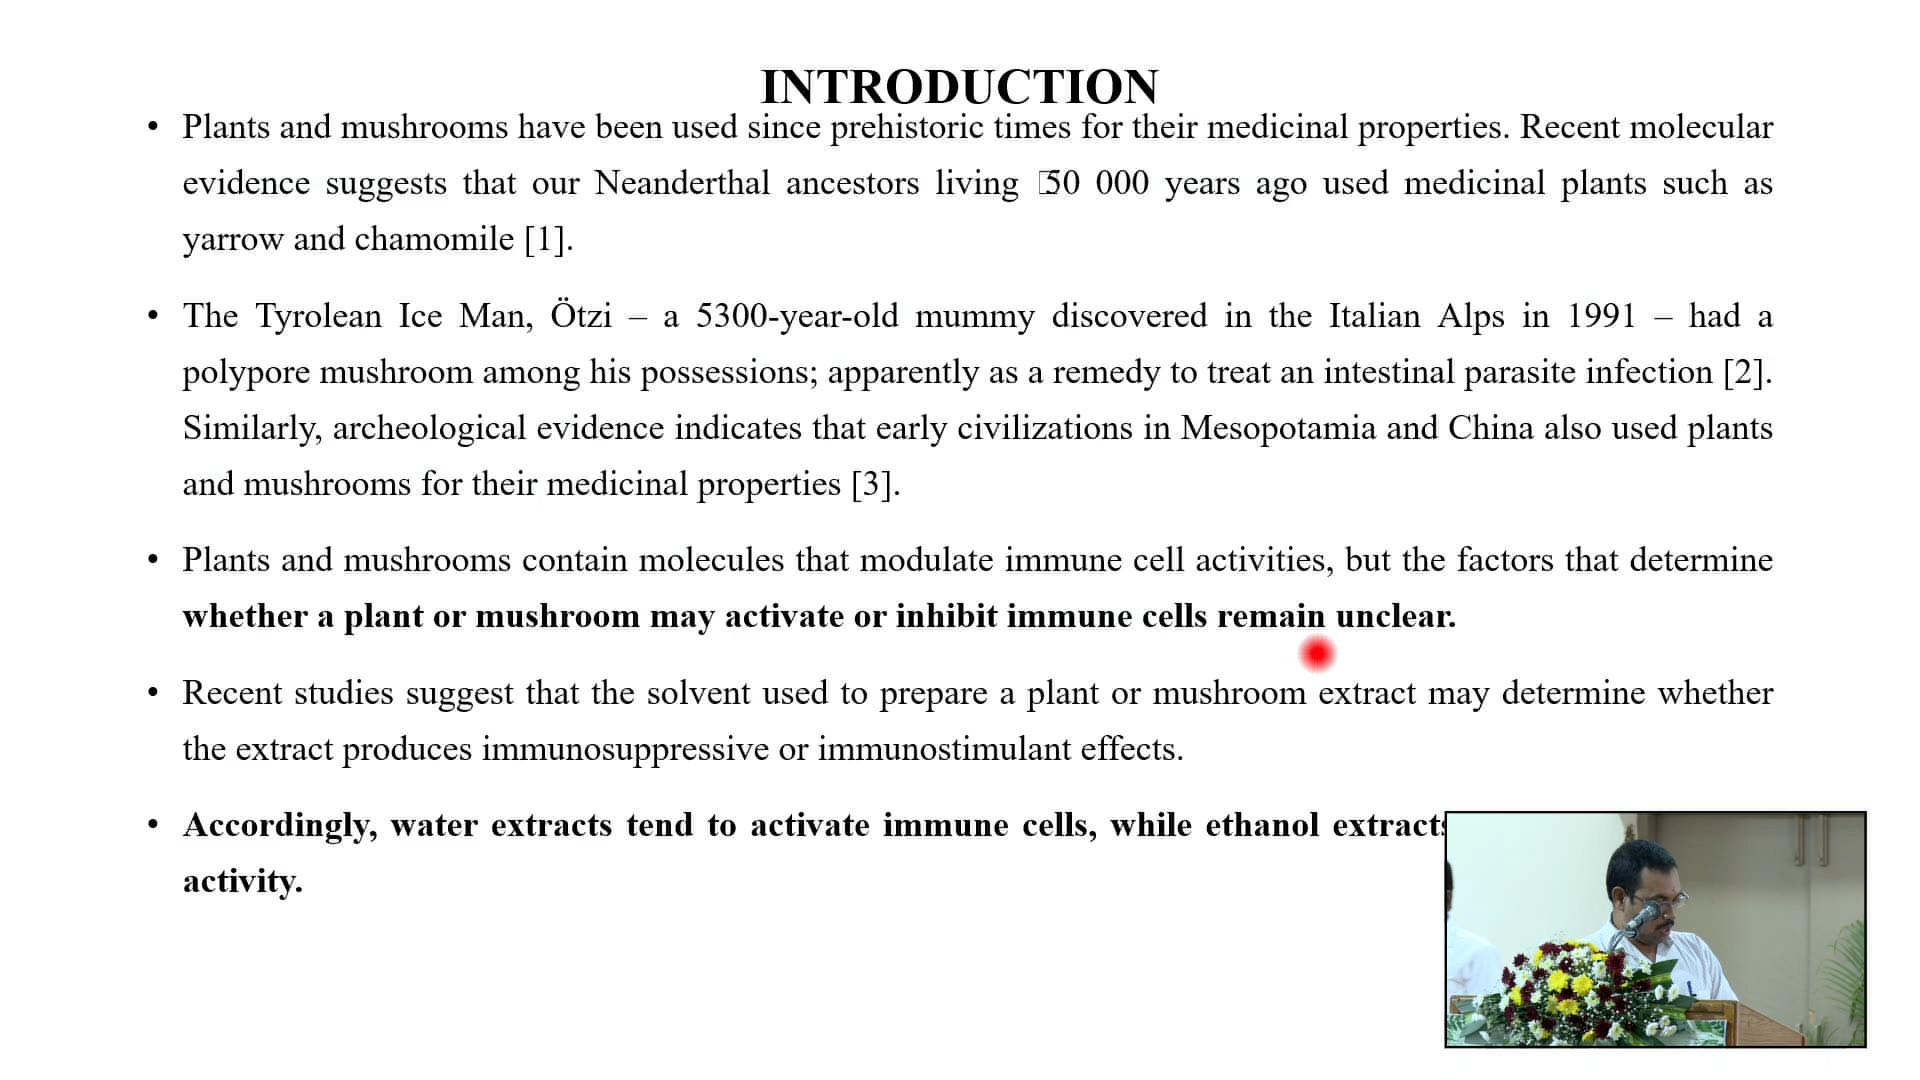 INTRODUCTION
• Plants and mushrooms have been used since prehistoric times for their medicinal properties. Recent molecular
evidence suggests that our Neanderthal ancestors living 50 000 years ago used medicinal plants such as
yarrow and chamomile [1].
• The Tyrolean Ice Man, Ötzi – a 5300-year-old mummy discovered in the Italian Alps in 1991 – had a
polypore mushroom among his possessions; apparently as a remedy to treat an intestinal parasite infection [2].
Similarly, archeological evidence indicates that early civilizations in Mesopotamia and China also used plants
and mushrooms for their medicinal properties [3].
• Plants and mushrooms contain molecules that modulate immune cell activities, but the factors that determine
whether a plant or mushroom may activate or inhibit immune cells remain unclear.
• Recent studies suggest that the solvent used to prepare a plant or mushroom extract may determine whether
the extract produces immunosuppressive or immunostimulant effects.
• Accordingly, water extracts tend to activate immune cells, while ethanol extracts
activity.